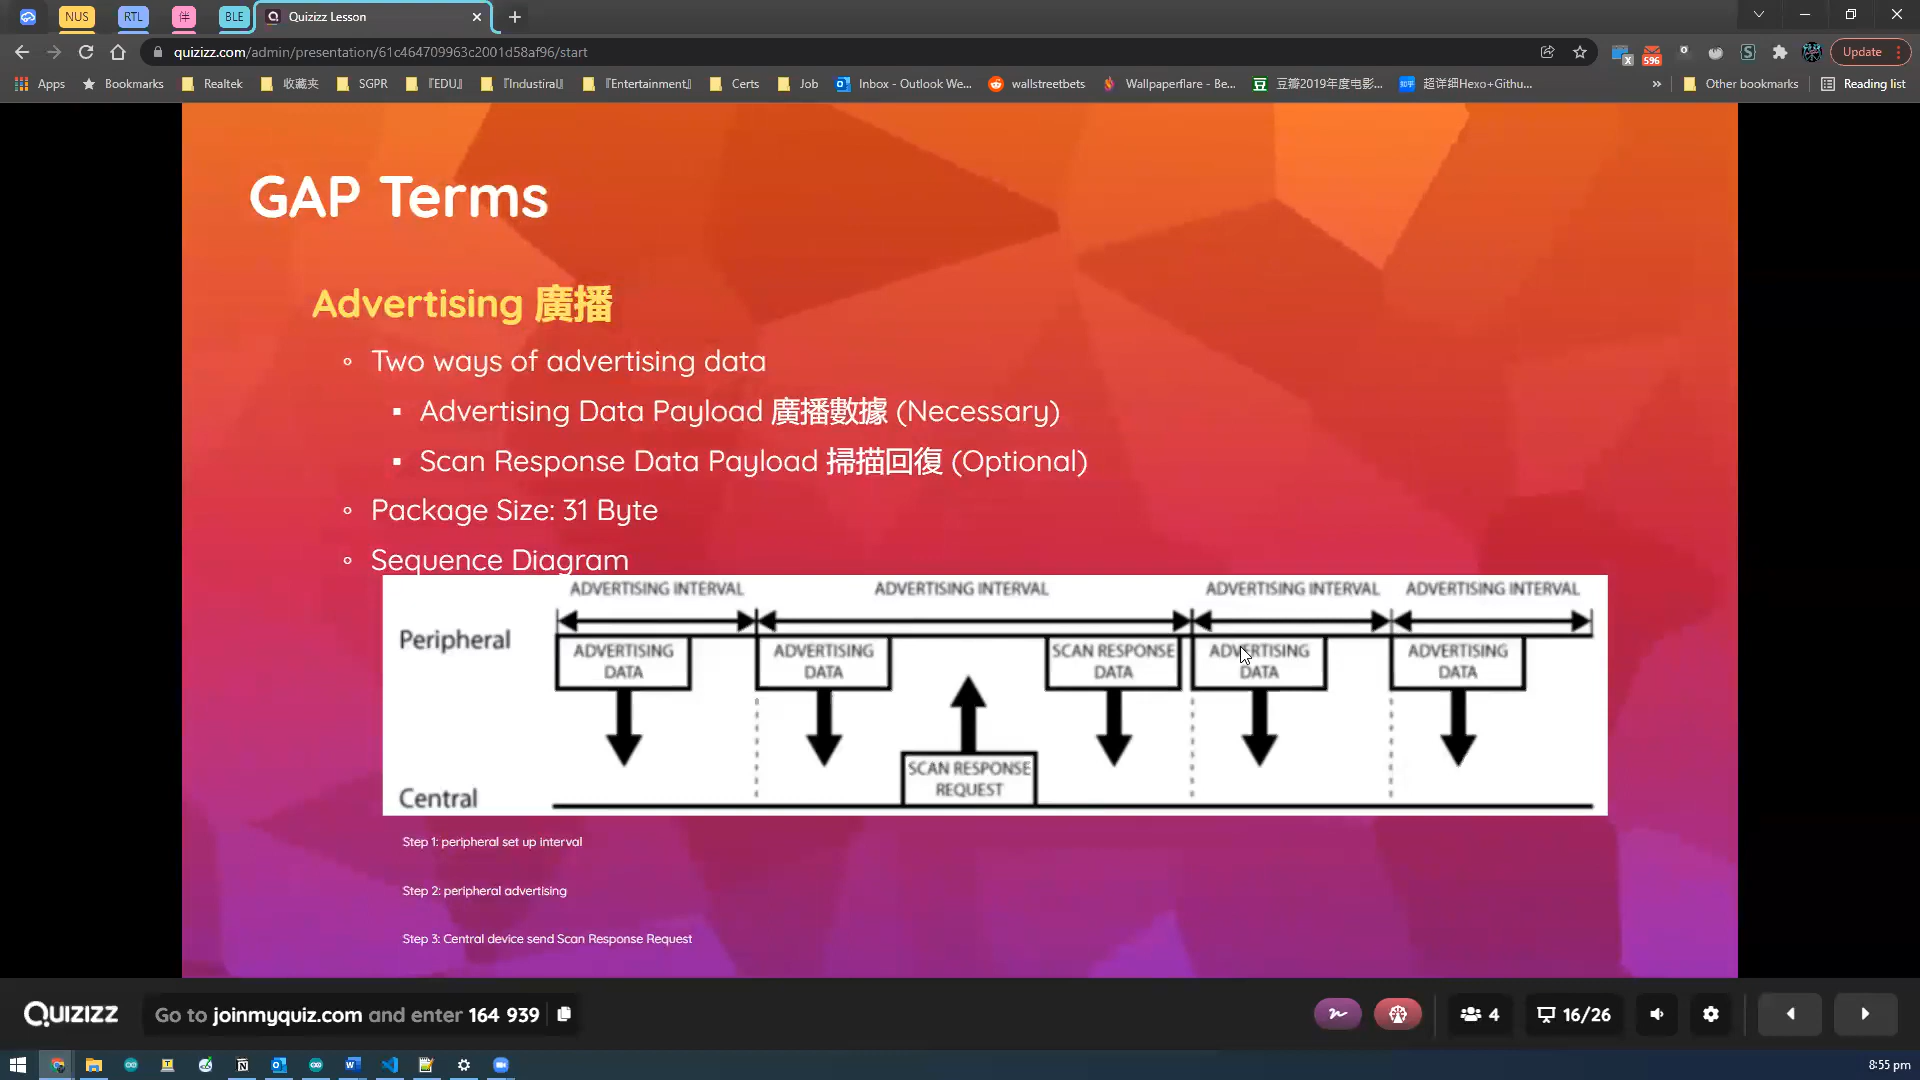 NUS
RTL
伴
BLE
Quizizz Lesson
quizizz.com/admin/presentation/61c464709963c2001d58af96/start
596
Update
Apps
Bookmarks
Realtek
收藏夹
SGPR
『EDU』
『Industiral』
『Entertainment』
Certs
Job
Inbox - Outlook We...
wallstreetbets
Wallpaperflare - Be...
豆瓣2019年度电影...
超详细Hexo+Githu...
Other bookmarks
Reading list
GAP Terms
Advertising 廣播
Two ways of advertising data
Advertising Data Payload 廣播數據 (Necessary)
Scan Response Data Payload 掃描回復 (Optional)
Package Size: 31 Byte
Sequence Diagram
ADVERTISING INTERVAL ADVERTISING INTERVAL ADVERTISING INTERVAL ADVERTISING INTERVAL
Peripheral
ADVERTISING DATA
ADVERTISING DATA
SCAN RESPONSE DATA
ADVERTISING DATA
ADVERTISING DATA
SCAN RESPONSE REQUEST
Central
Step 1: peripheral set up interval
Step 2: peripheral advertising
Step 3: Central device send Scan Response Request
QUIZIZZ
Go to joinmyquiz.com and enter 164 939
4
16/26
8:55 pm